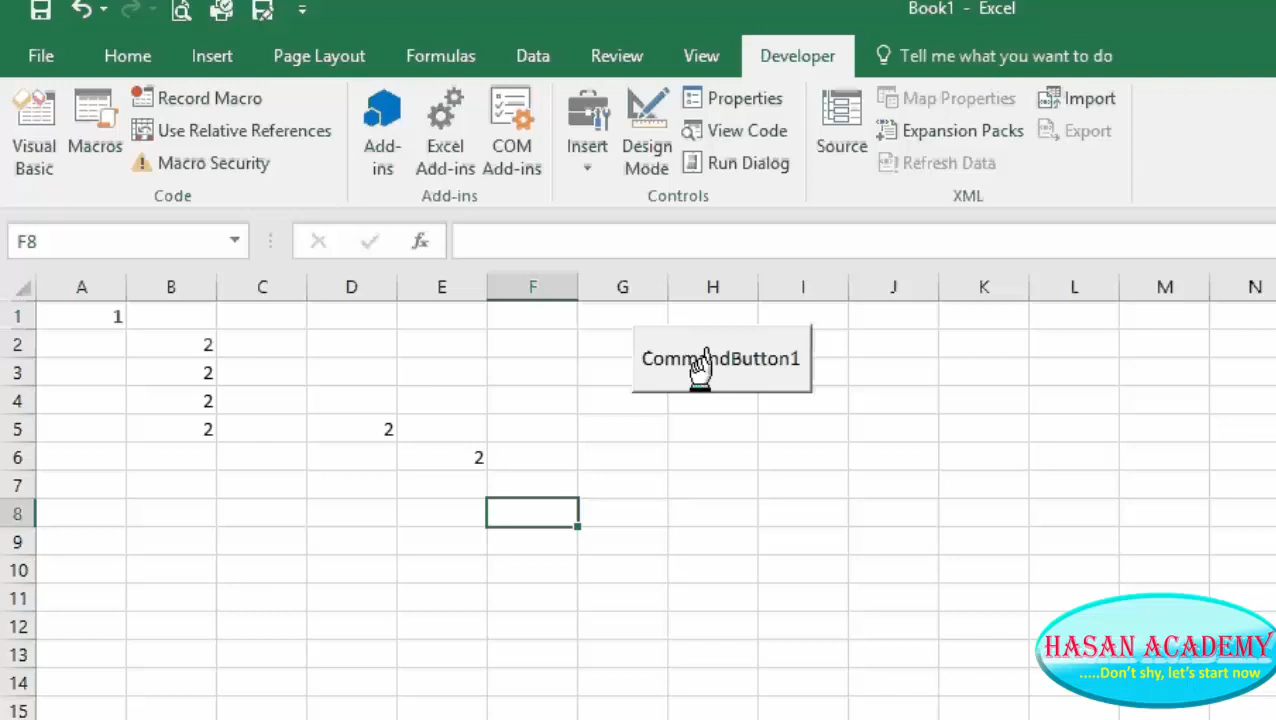 Book1 - Excel
File Home Insert Page Layout Formulas Data Review View Developer Tell me what you want to do
Visual Basic
Macros
Record Macro
Use Relative References
Macro Security
Code
Add-ins
Excel Add-ins
COM Add-ins
Add-ins
Insert
Design Mode
Properties
View Code
Run Dialog
Controls
Source
Map Properties
Expansion Packs
Refresh Data
Import
Export
XML
F8 fx
A B C D E F G H I J K L M N
1 1
2 2
CommandButton1
3 2
4 2
5 2 2
6 2
7
8
9
10
11
12
13
14
15
HASAN ACADEMY
.....Don't shy, let's start now